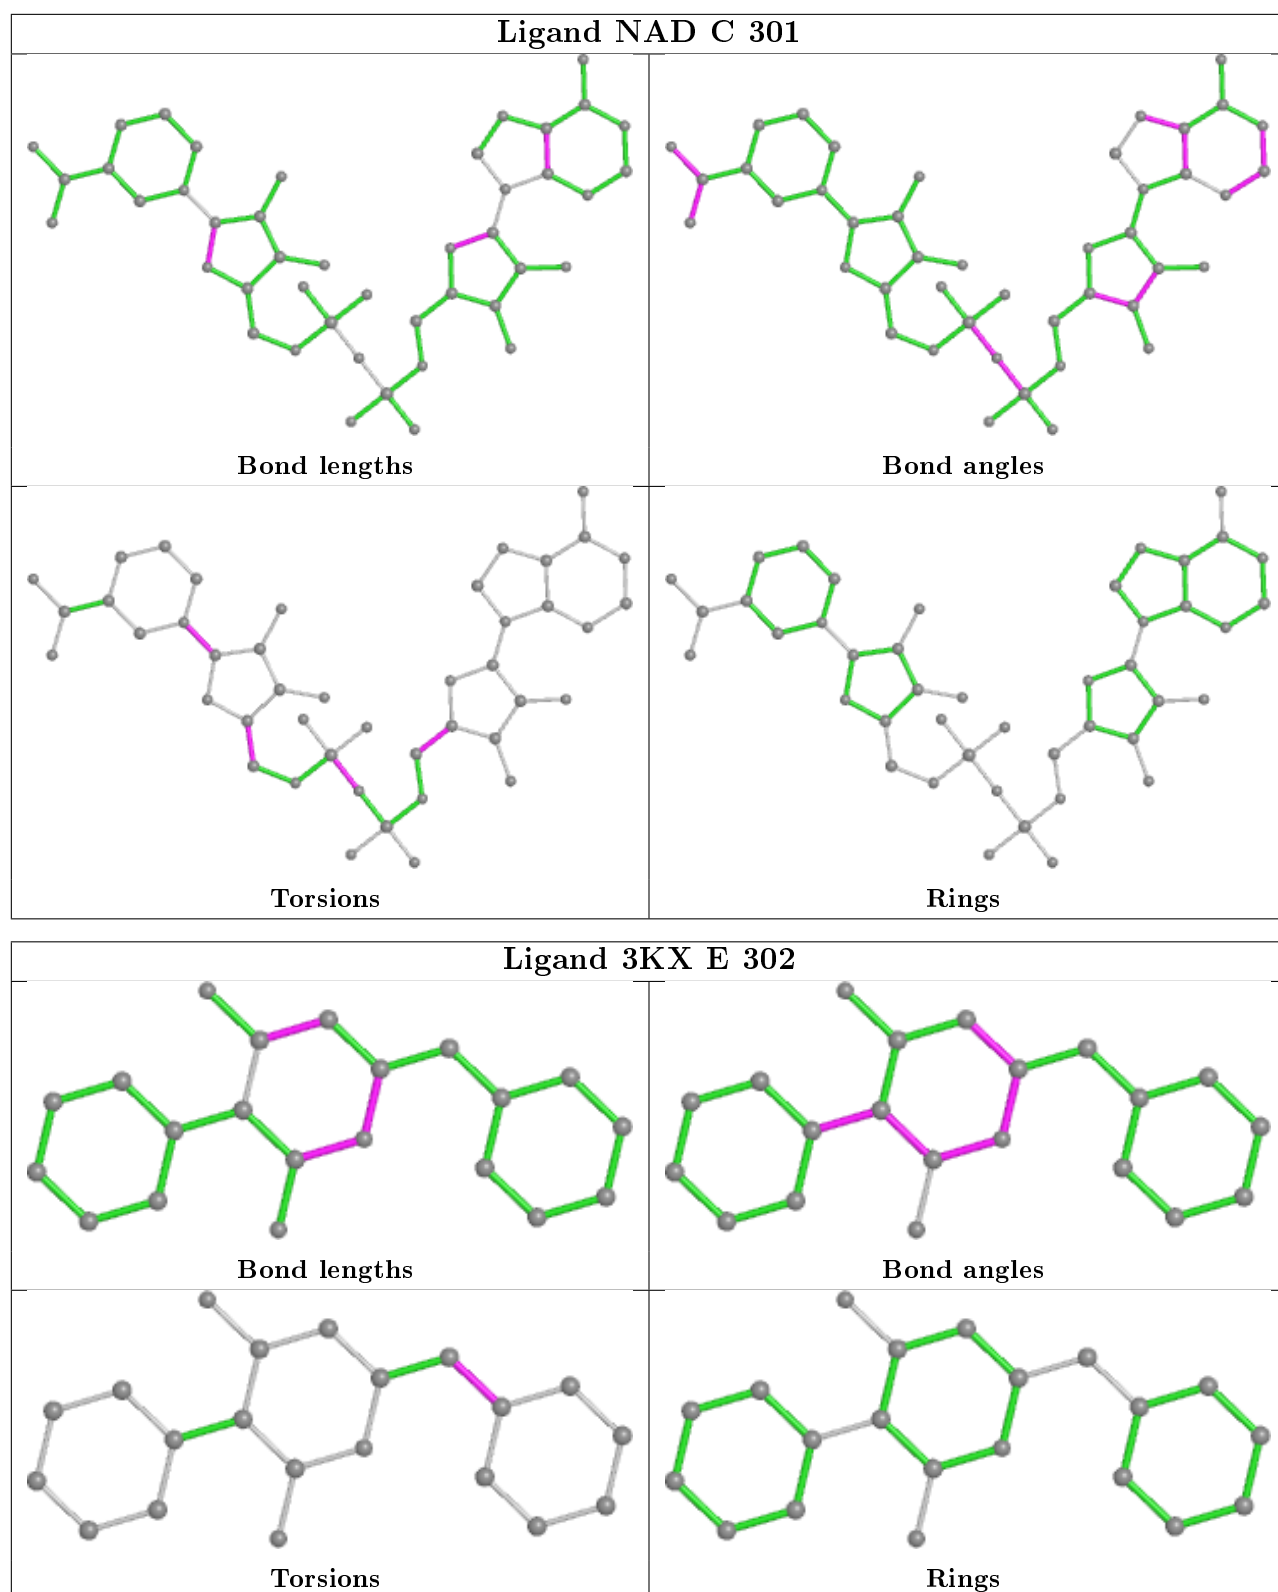 Ligand NAD C 301
Bond lengths
Bond angles
Torsions
Rings
Ligand 3KX E 302
Bond lengths
Bond angles
Torsions
Rings